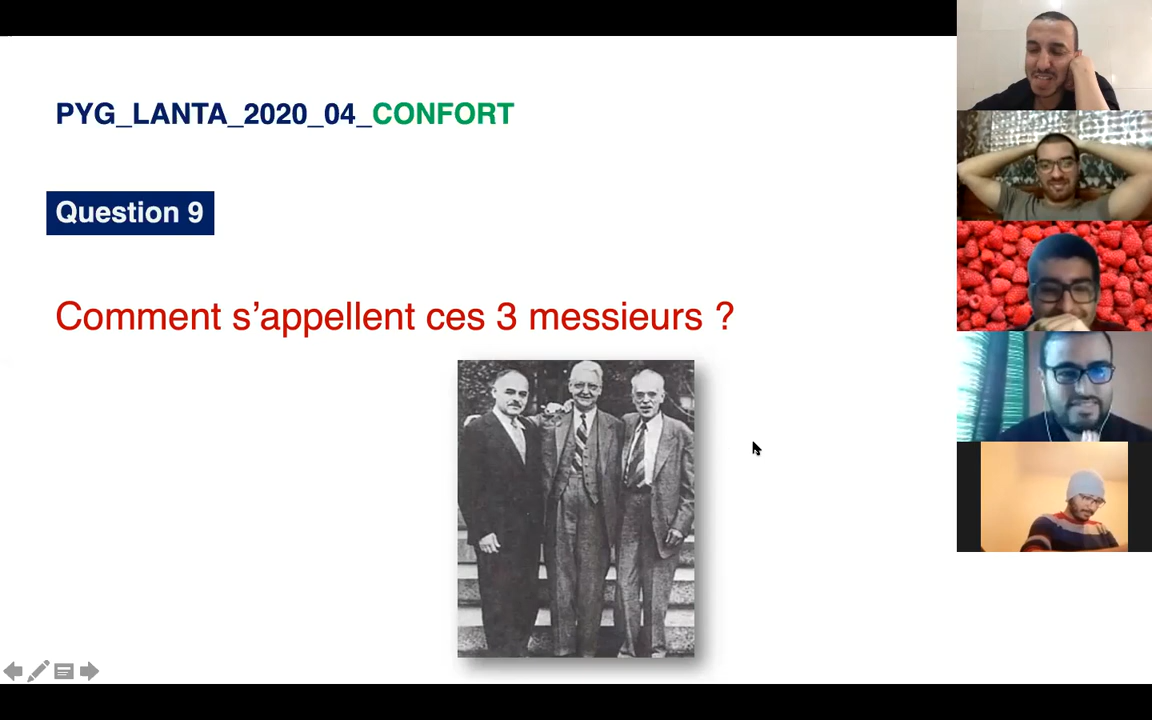 PYG_LANTA_2020_04_CONFORT
Question 9
Comment s’appellent ces 3 messieurs ?